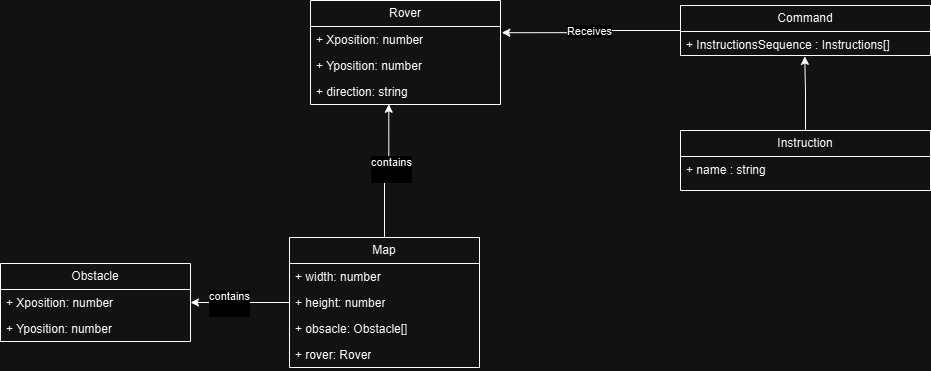 Rover
+ Xposition: number
+ Yposition: number
+ direction: string
Receives
Command
+ InstructionsSequence : Instructions[]
contains
Instruction
+ name : string
Map
+ width: number
+ height: number
+ obsacle: Obstacle[]
+ rover: Rover
contains
Obstacle
+ Xposition: number
+ Yposition: number